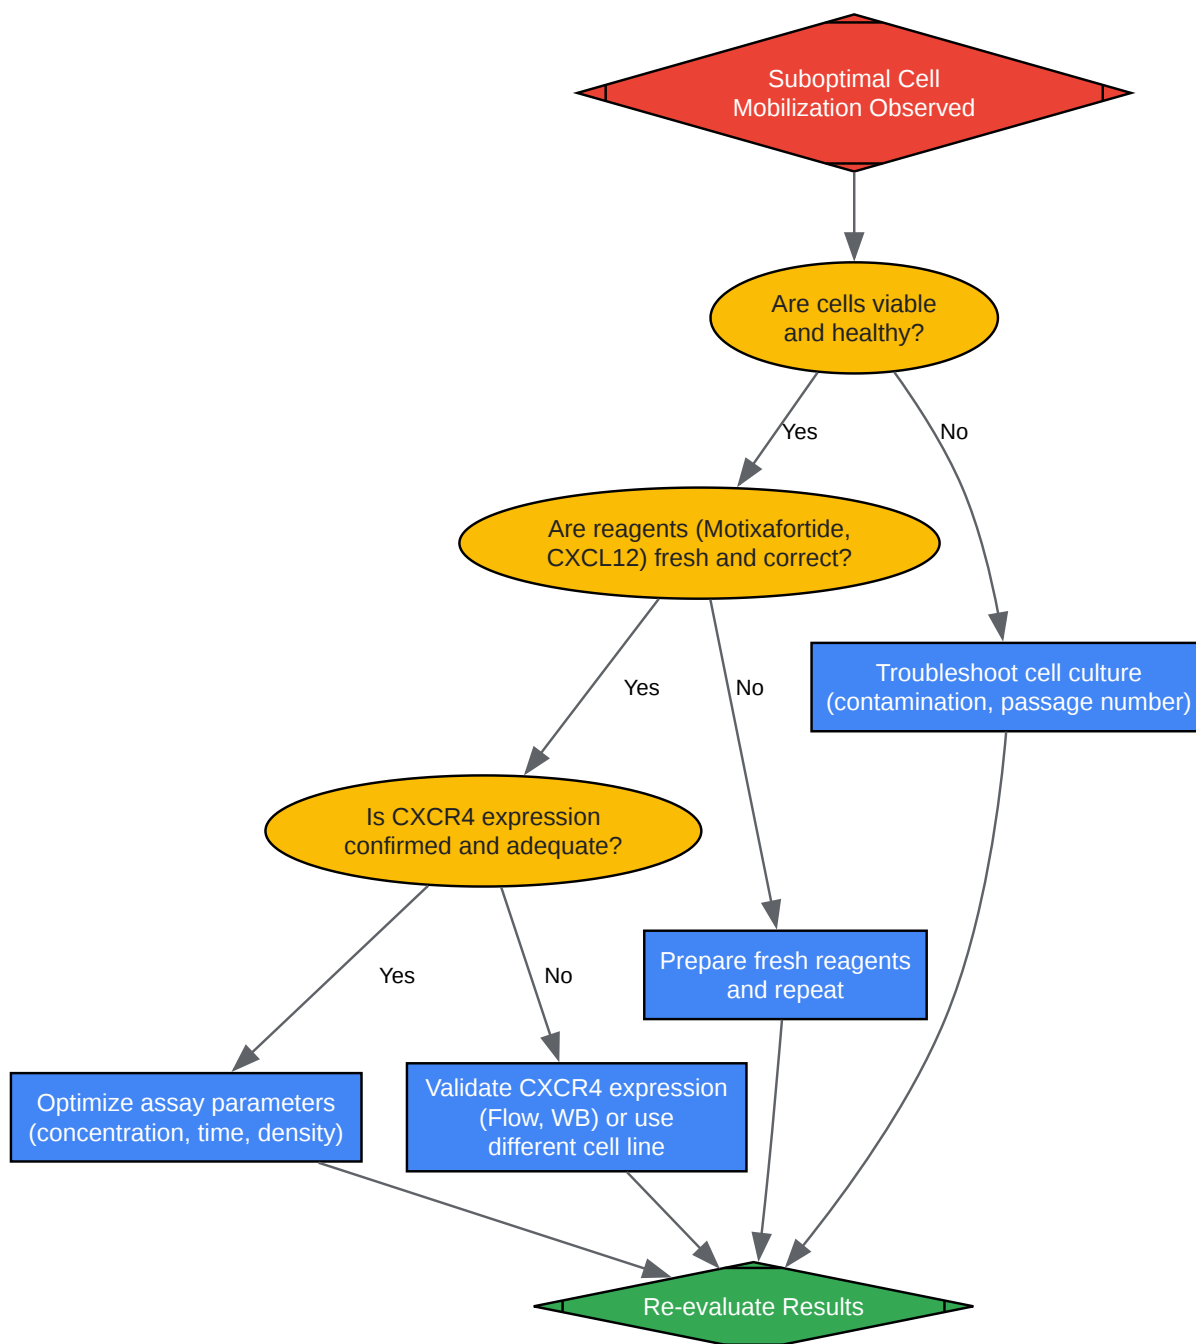 Suboptimal Cell
Mobilization Observed
Are cells viable
and healthy?
Yes
No
Are reagents (Motixafortide,
CXCL12) fresh and correct?
Troubleshoot cell culture
(contamination, passage number)
Yes
No
Is CXCR4 expression
confirmed and adequate?
Prepare fresh reagents
and repeat
Yes
No
Optimize assay parameters
(concentration, time, density)
Validate CXCR4 expression
(Flow, WB) or use
different cell line
Re-evaluate Results